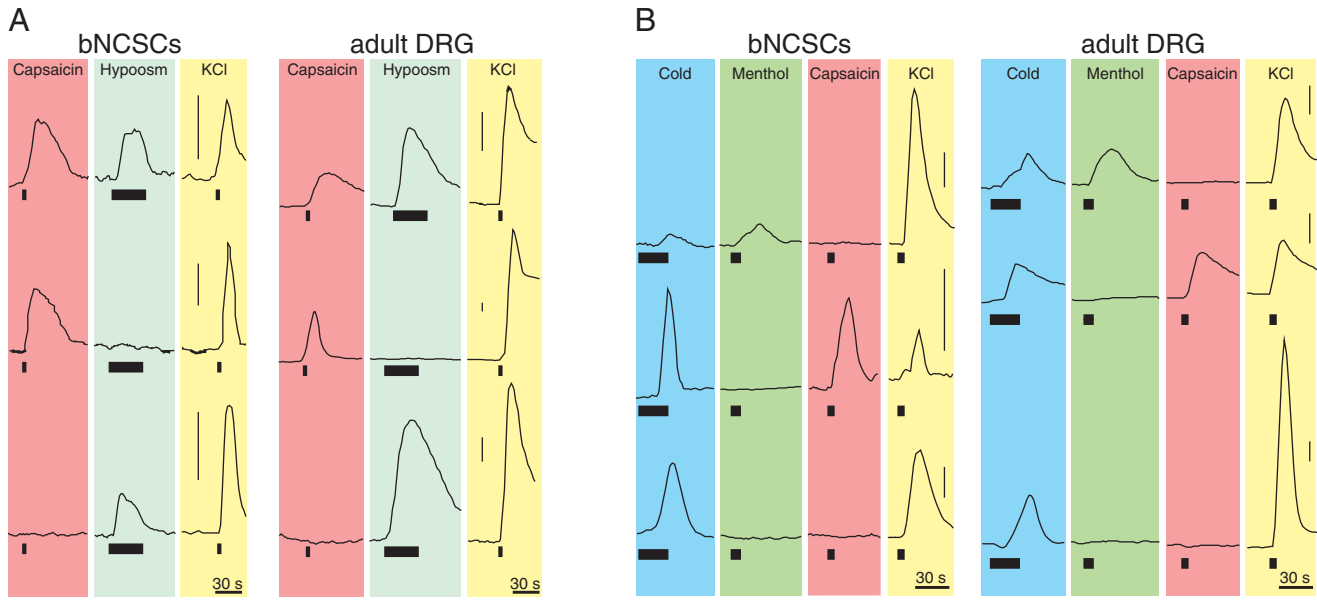 A
bNCSCs
adult DRG
Capsaicin
Hypoosm
KCl
Capsaicin
Hypoosm
KCl
30 s
30 s
B
bNCSCs
adult DRG
Cold
Menthol
Capsaicin
KCl
Cold
Menthol
Capsaicin
KCl
30 s
30 s